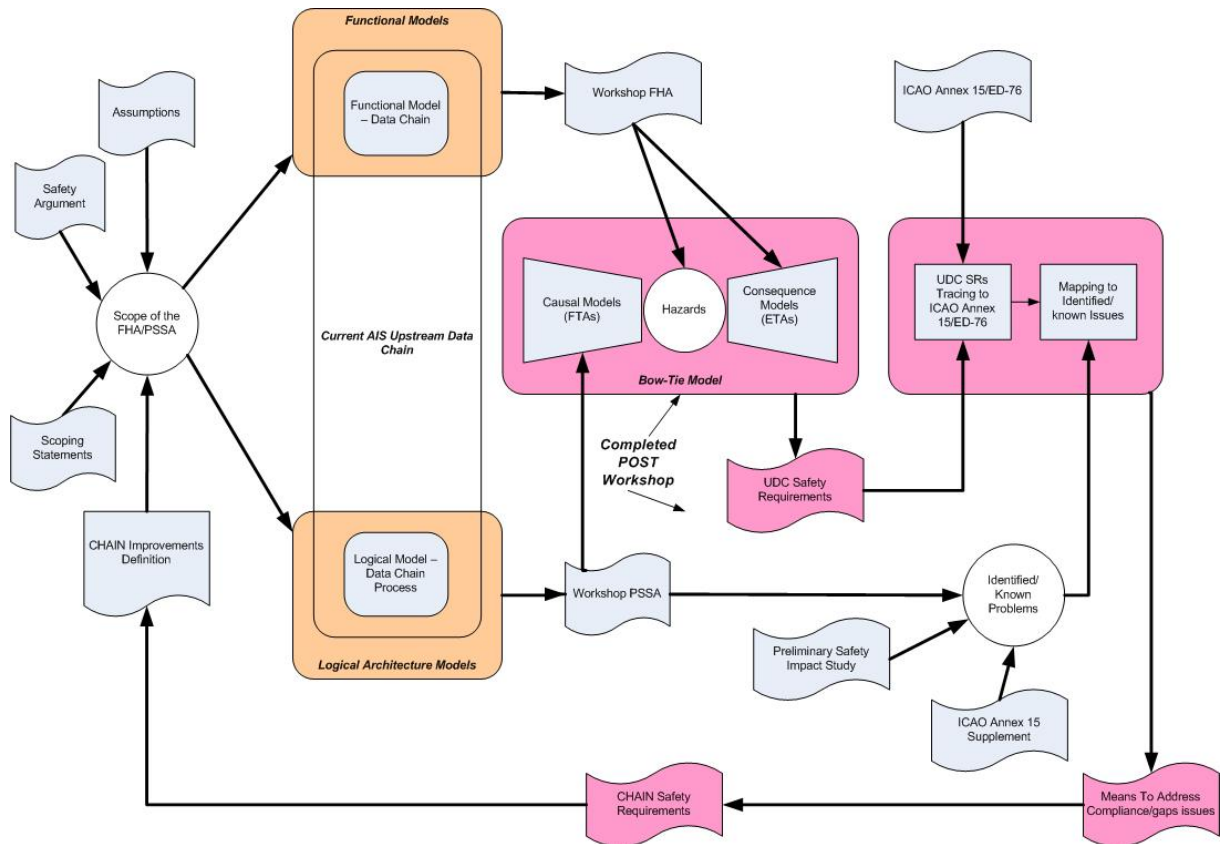 Functional Models
Functional Model
– Data Chain
Workshop FHA
ICAO Annex 15/ED-76
Assumptions
Safety
Argument
Scope of the
FHA/PSSA
Scoping
Statements
CHAIN Improvements
Definition
Current AIS Upstream Data
Chain
Causal Models
(FTAs)
Hazards
Consequence
Models
(ETAs)
Bow-Tie Model
UDC SRs
Tracing to
ICAO Annex
15/ED-76
Mapping to
Identified/
known Issues
Completed
POST
Workshop
UDC Safety
Requirements
Logical Model –
Data Chain
Process
Logical Architecture Models
Workshop PSSA
Identified/
Known
Problems
Preliminary Safety
Impact Study
ICAO Annex 15
Supplement
CHAIN Safety
Requirements
Means To Address
Compliance/gaps issues